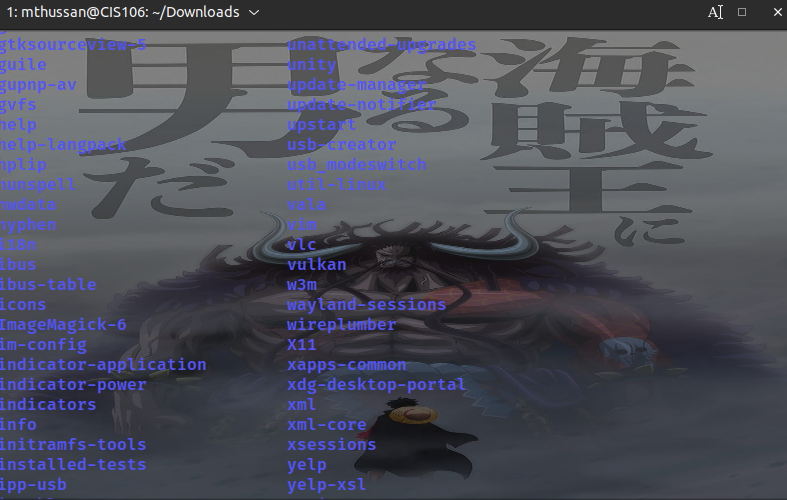 1: mthussan@CIS106: ~/Downloads
gtksourceview-5 unattended-upgrades
guile unity
gupnp-av update-manager
gvfs update-notifier
help upstart
help-langpack usb-creator
hplip usb_modeswitch
hunspell util-linux
hwdata vala
hyphen vim
i18n vlc
ibus vulkan
ibus-table w3m
icons wayland-sessions
ImageMagick-6 wireplumber
im-config X11
indicator-application xapps-common
indicator-power xdg-desktop-portal
indicators xml
info xml-core
initramfs-tools xsessions
installed-tests yelp
ipp-usb yelp-xsl
海賊王に
なる
男だ